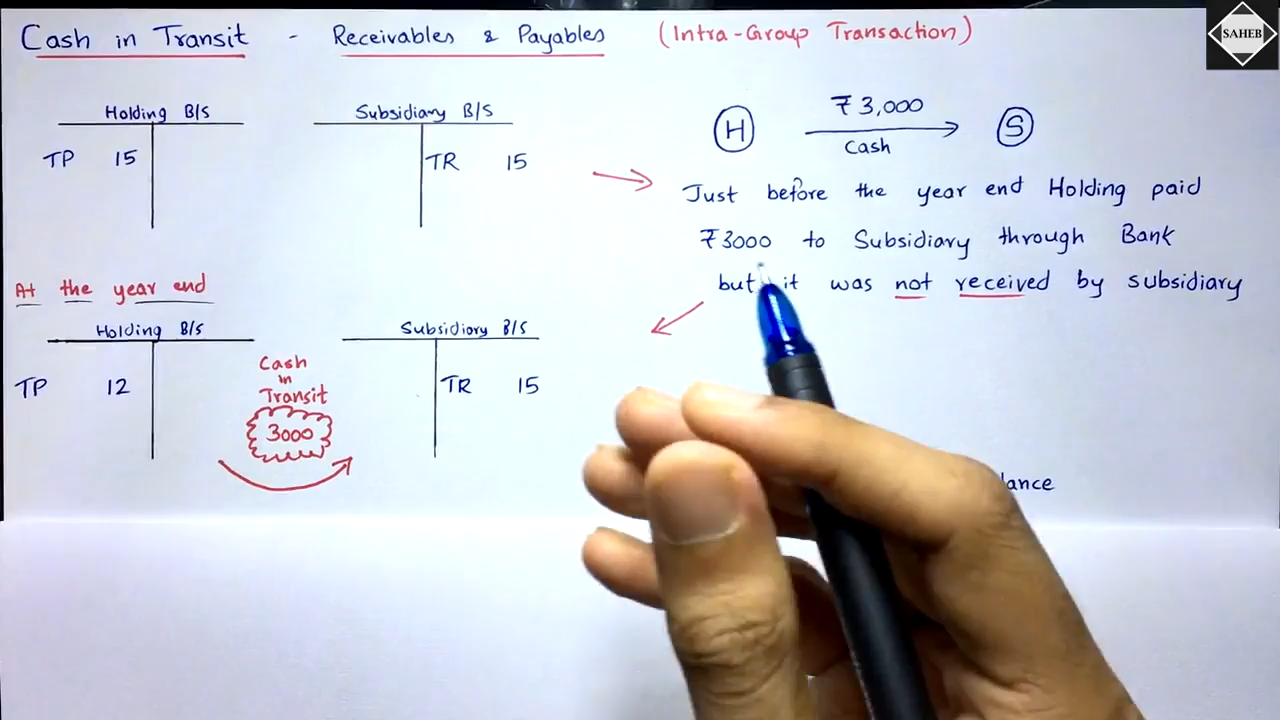 Cash in Transit - Receivables & Payables (Intra-Group Transaction)
SAHEB
Holding B/S
TP 15
Subsidiary B/S
TR 15
₹ 3,000
H S
Cash
Just before the year end Holding paid
₹3000 to Subsidiary through Bank
but it was not received by subsidiary
At the year end
Holding B/S
TP 12
Cash
in
Transit
3000
Subsidiary B/S
TR 15